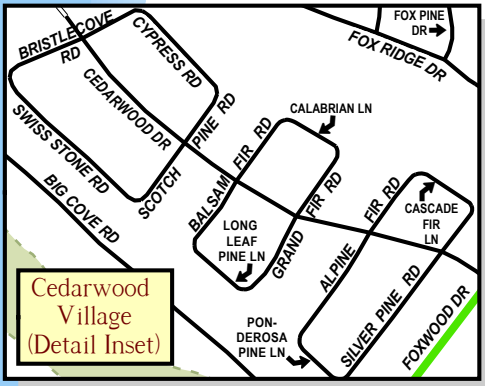 FOX PINE
DR
BRISTLECOVE
RD
CYPRESS RD
FOX RIDGE DR
CEDARWOOD DR
CALABRIAN LN
SWISS STONE RD
SCOTCH PINE RD
BALSAM FIR RD
BIG COVE RD
LONG
LEAF
PINE LN
GRAND FIR RD
ALPINE FIR RD
CASCADE
FIR
LN
Cedarwood
Village
(Detail Inset)
PON-
DEROSA
PINE LN
SILVER PINE RD
FOXWOOD DR